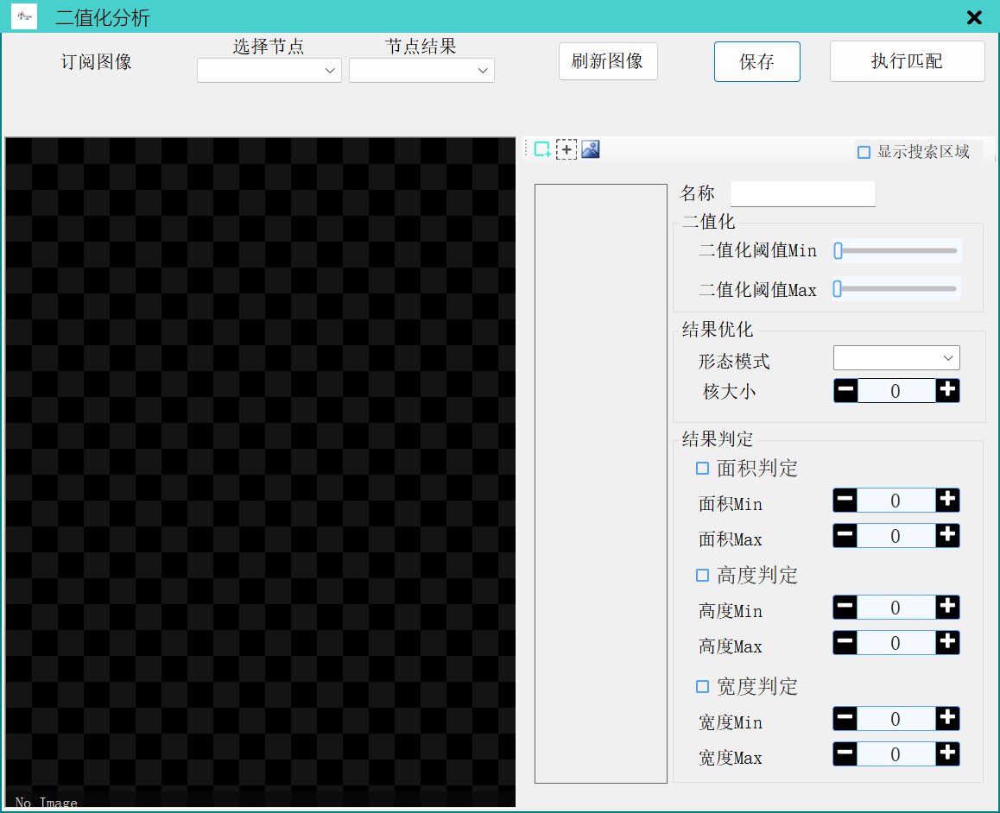 二值化分析
订阅图像
选择节点
节点结果
刷新图像
保存
执行匹配
显示搜索区域
名称
二值化
二值化阈值Min
二值化阈值Max
结果优化
形态模式
核大小
0
结果判定
面积判定
面积Min
0
面积Max
0
高度判定
高度Min
0
高度Max
0
宽度判定
宽度Min
0
宽度Max
0
No Image